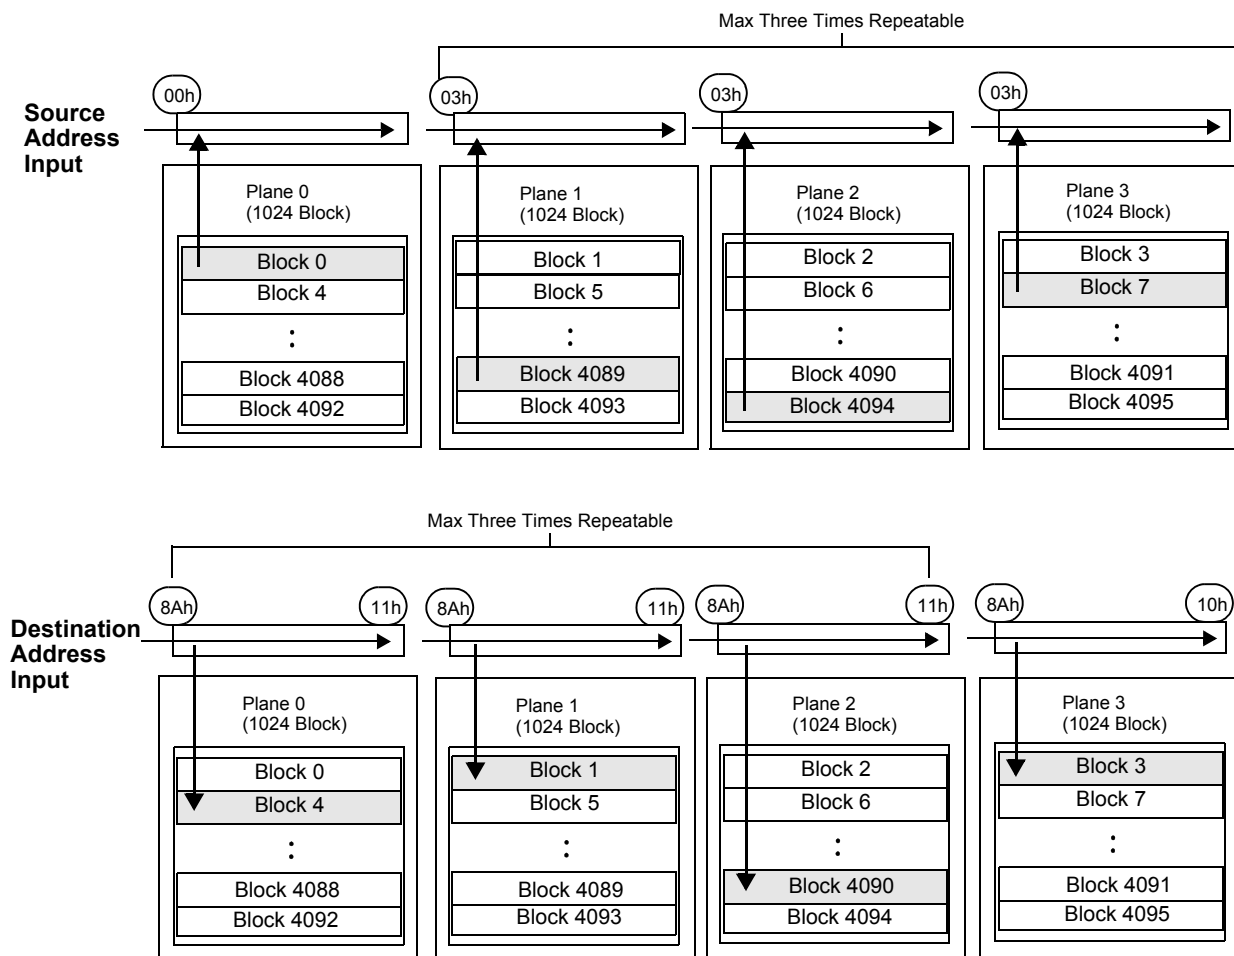 Max Three Times Repeatable
00h
03h
03h
03h
Source
Address
Input
Plane 0
(1024 Block)
Block 0
Block 4
:
Block 4088
Block 4092
Plane 1
(1024 Block)
Block 1
Block 5
:
Block 4089
Block 4093
Plane 2
(1024 Block)
Block 2
Block 6
:
Block 4090
Block 4094
Plane 3
(1024 Block)
Block 3
Block 7
:
Block 4091
Block 4095
Max Three Times Repeatable
8Ah
11h
8Ah
11h
8Ah
11h
8Ah
10h
Destination
Address
Input
Plane 0
(1024 Block)
Block 0
Block 4
:
Block 4088
Block 4092
Plane 1
(1024 Block)
Block 1
Block 5
:
Block 4089
Block 4093
Plane 2
(1024 Block)
Block 2
Block 6
:
Block 4090
Block 4094
Plane 3
(1024 Block)
Block 3
Block 7
:
Block 4091
Block 4095